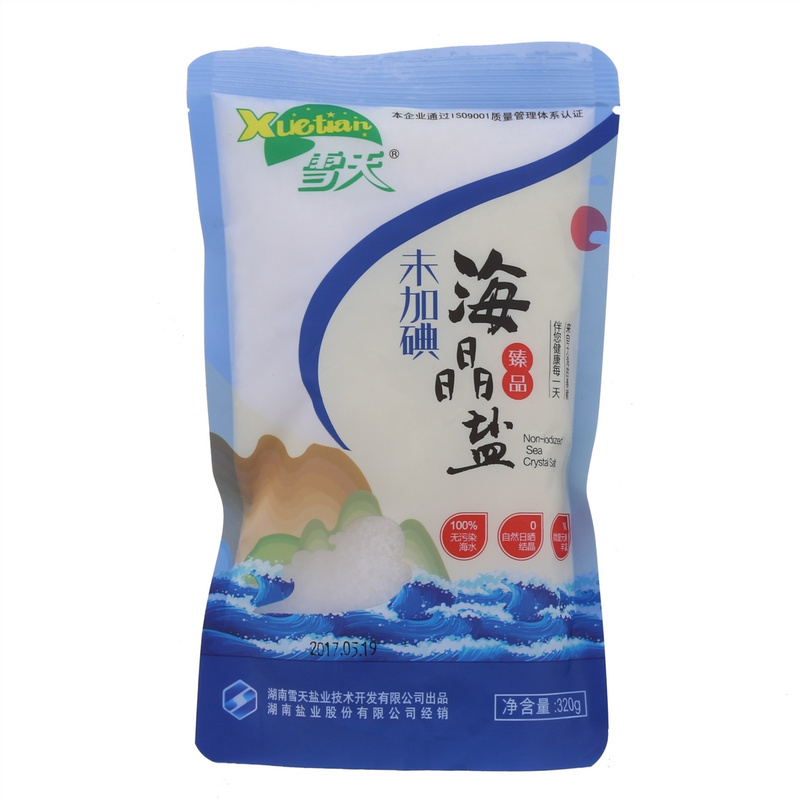 Xuetian
雪天®
本企业通过ISO9001质量管理体系认证
未加碘
海晶盐
臻品
伴您健康每一天
Non-iodized
Sea
Crystal Salt
100%
无污染
海水
0
自然日晒
结晶
%
2017.05.19
湖南雪天盐业技术开发有限公司出品
湖南盐业股份有限公司经销
净含量:320g